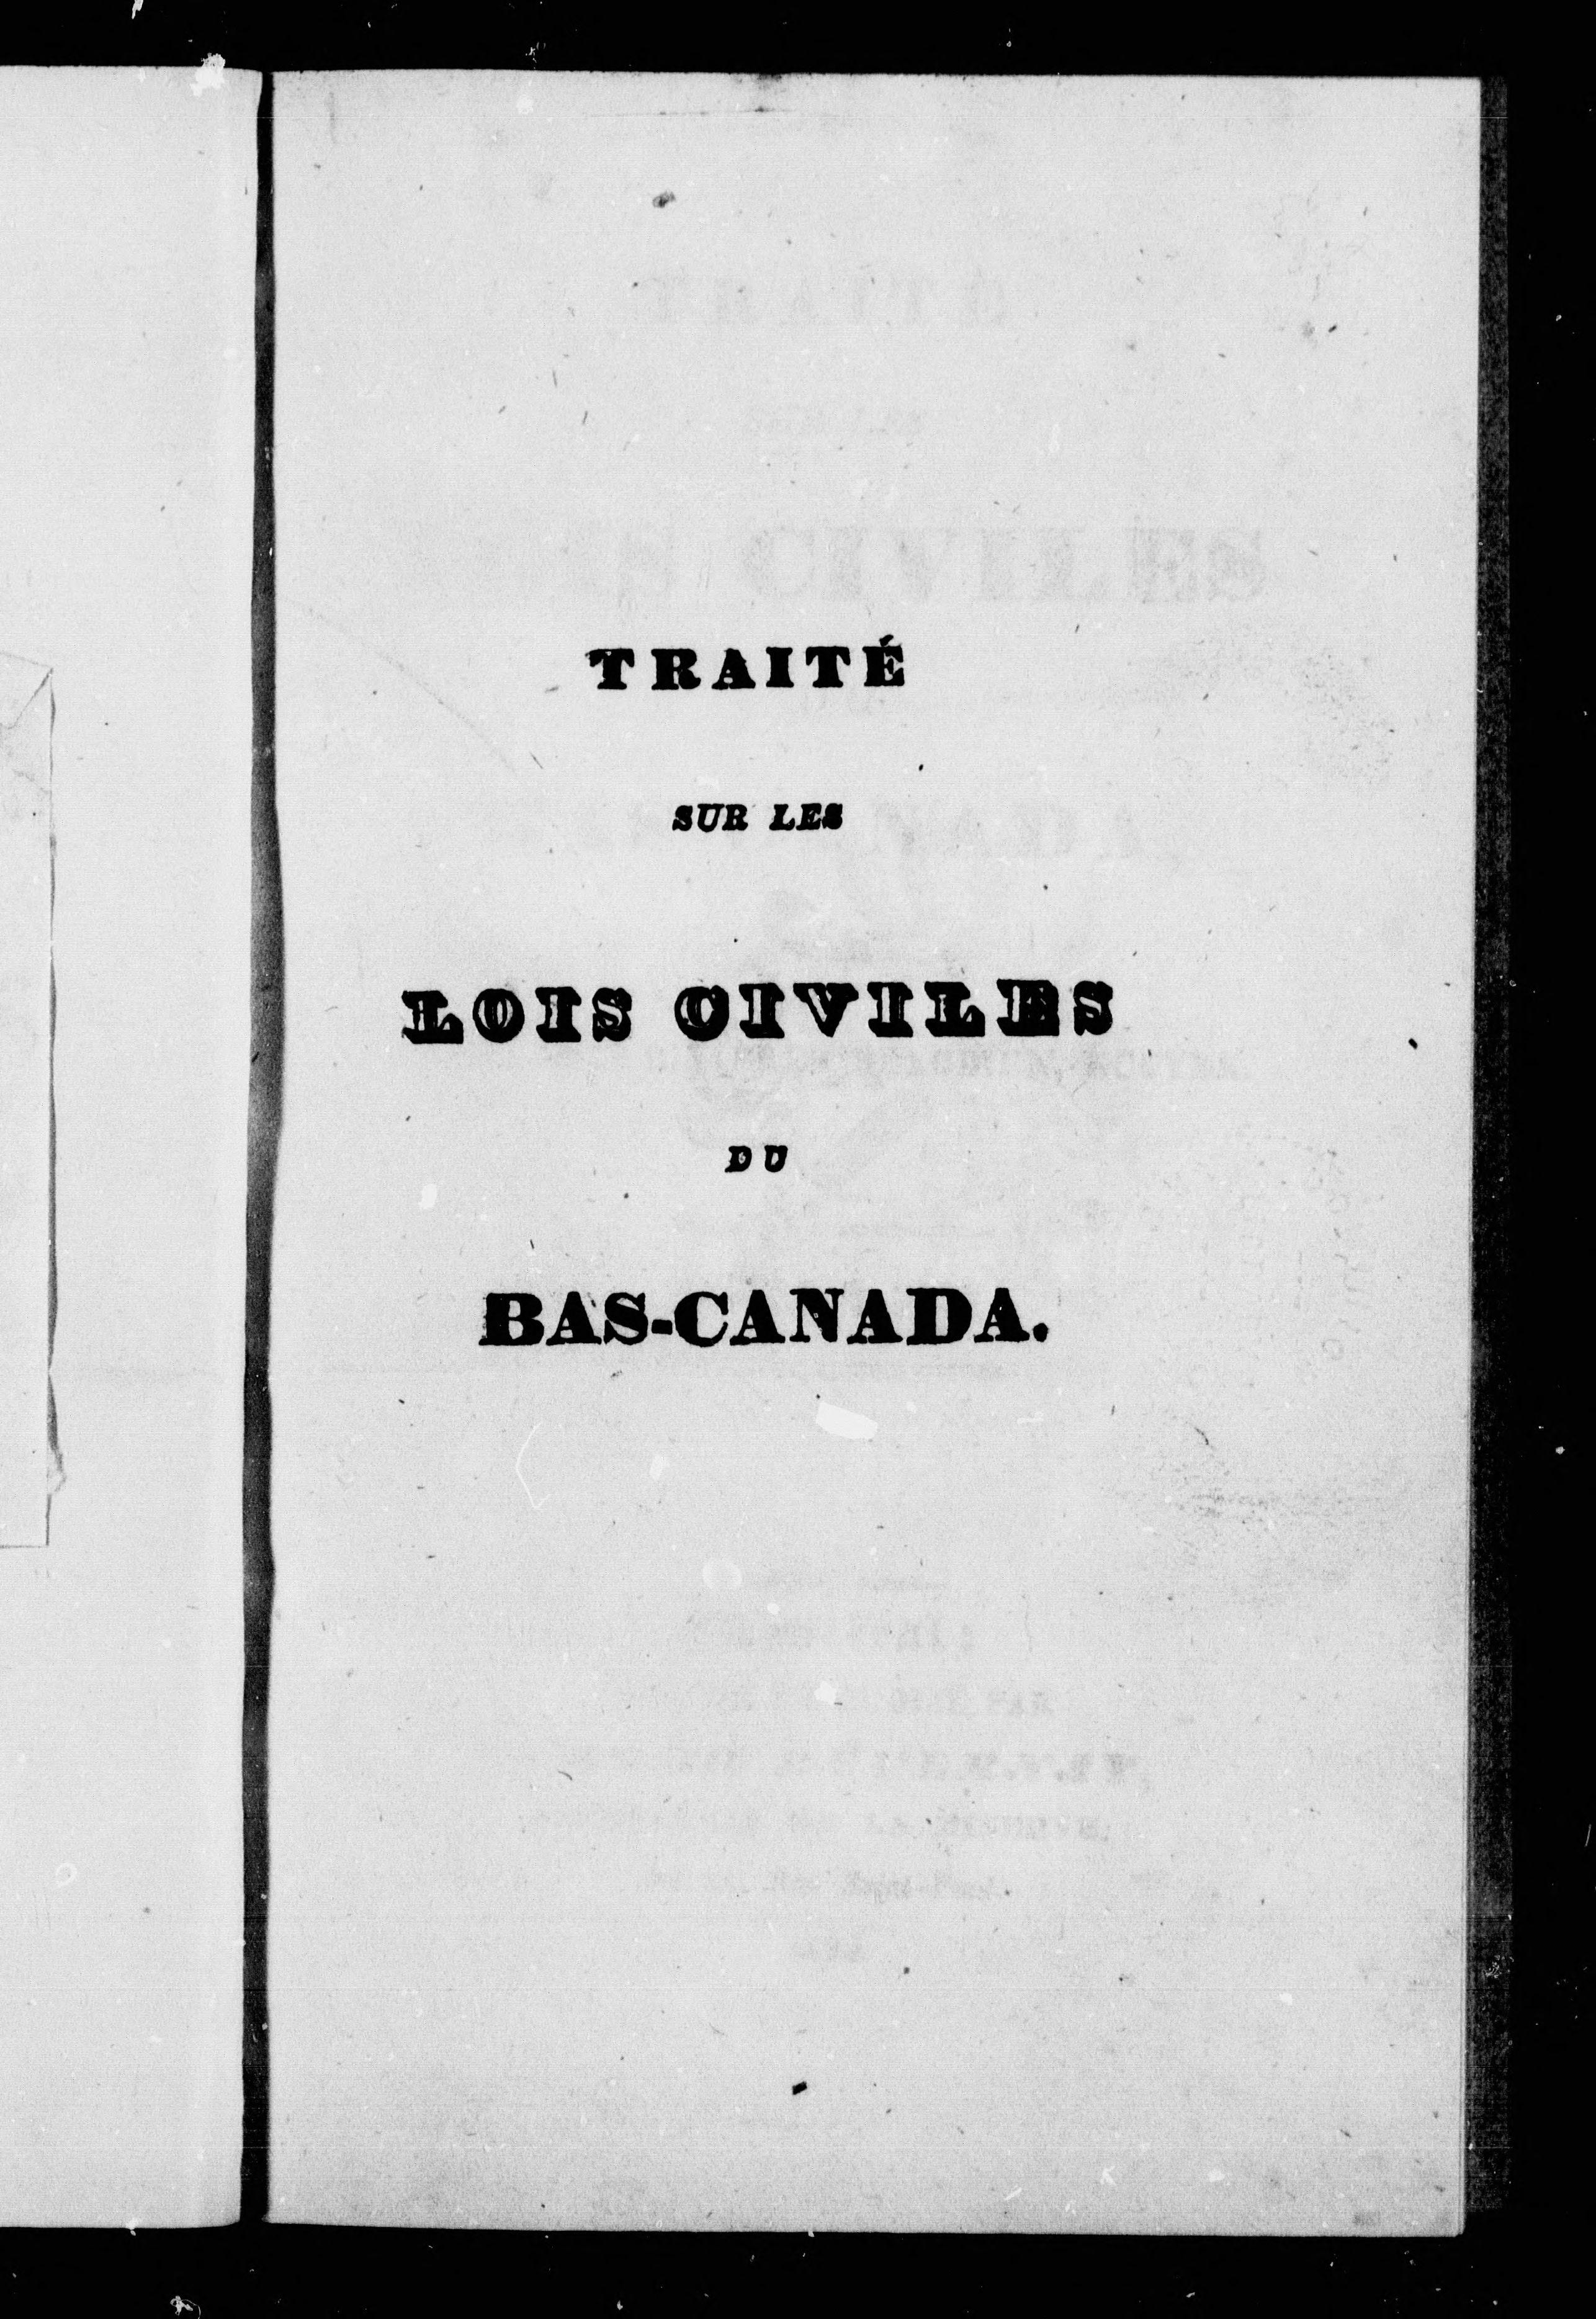 TRAITÉ
SUR LES
LOIS CIVILES
DU
BAS-CANADA.